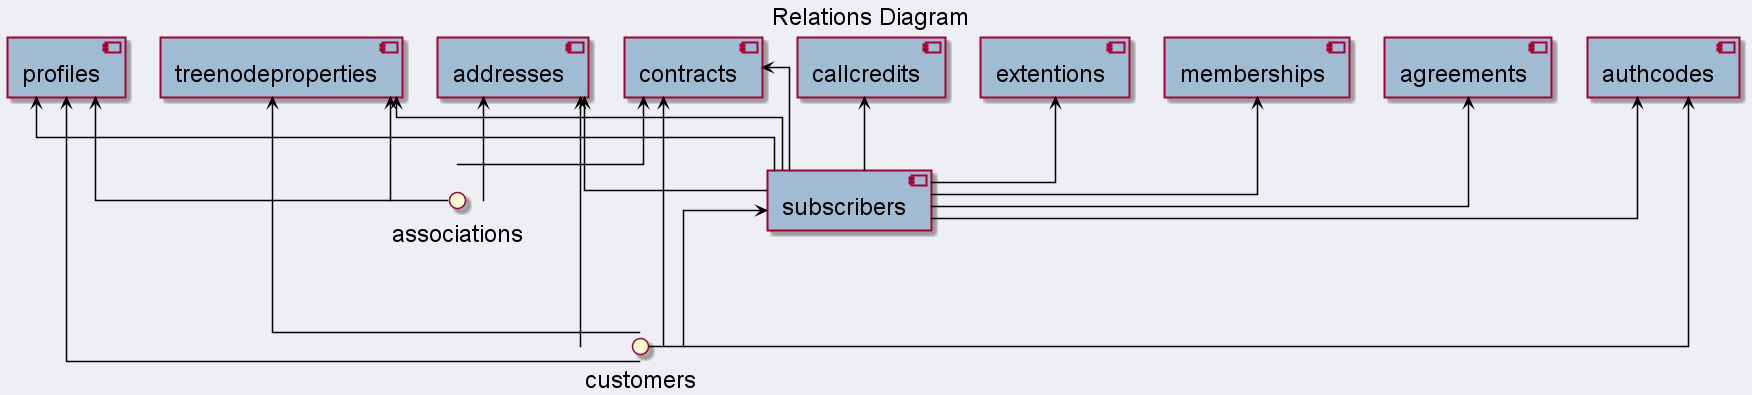 Relations Diagram
profiles
treenodeproperties
addresses
contracts
callcredits
extentions
memberships
agreements
authcodes
subscribers
associations
customers